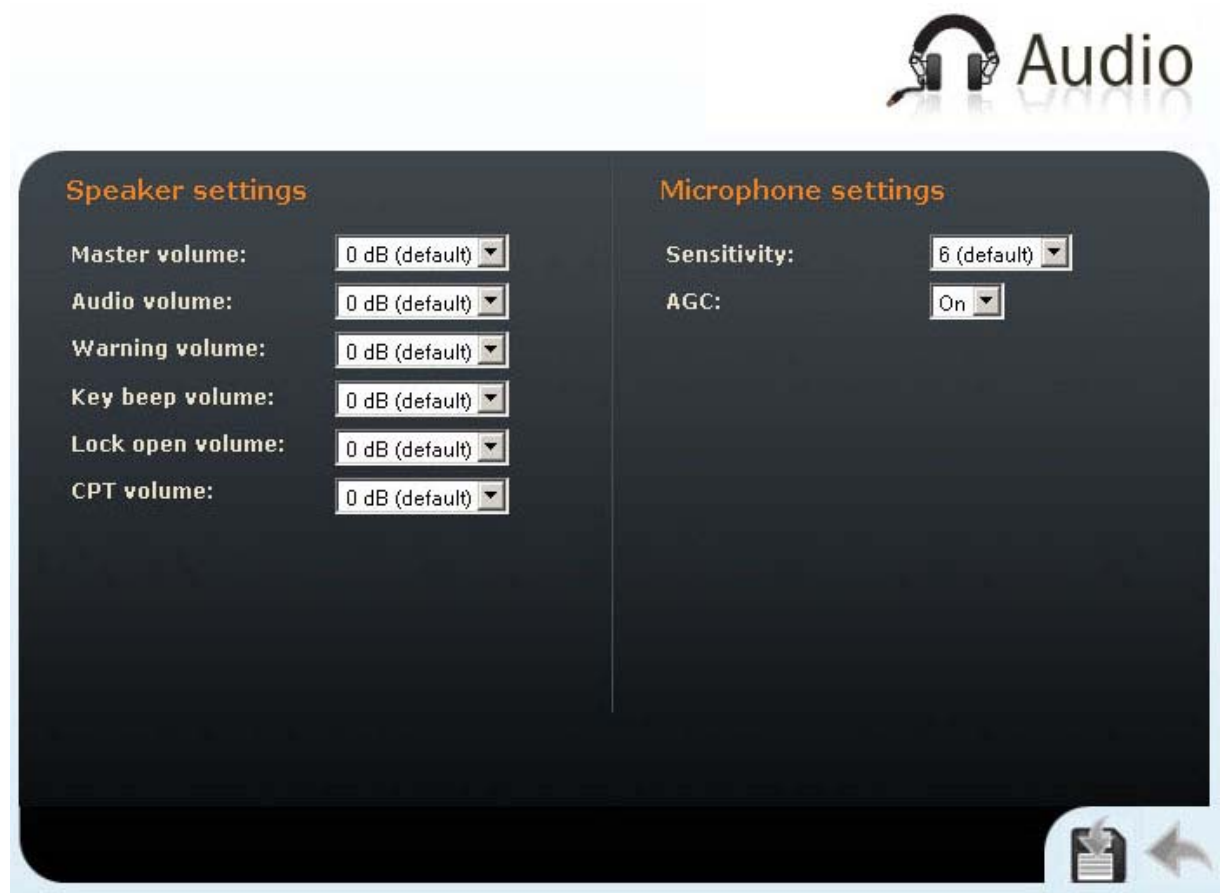 Audio
Speaker settings
Master volume: 0 dB (default)
Audio volume: 0 dB (default)
Warning volume: 0 dB (default)
Key beep volume: 0 dB (default)
Lock open volume: 0 dB (default)
CPT volume: 0 dB (default)
Microphone settings
Sensitivity: 6 (default)
AGC: On